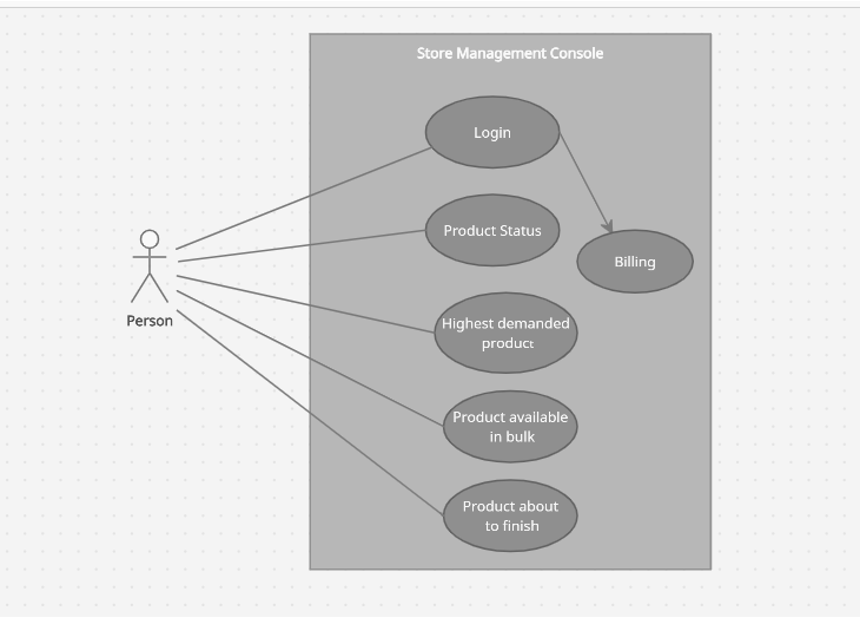 Store Management Console
Login
Product Status
Billing
Person
Highest demanded
product
Product available
in bulk
Product about
to finish